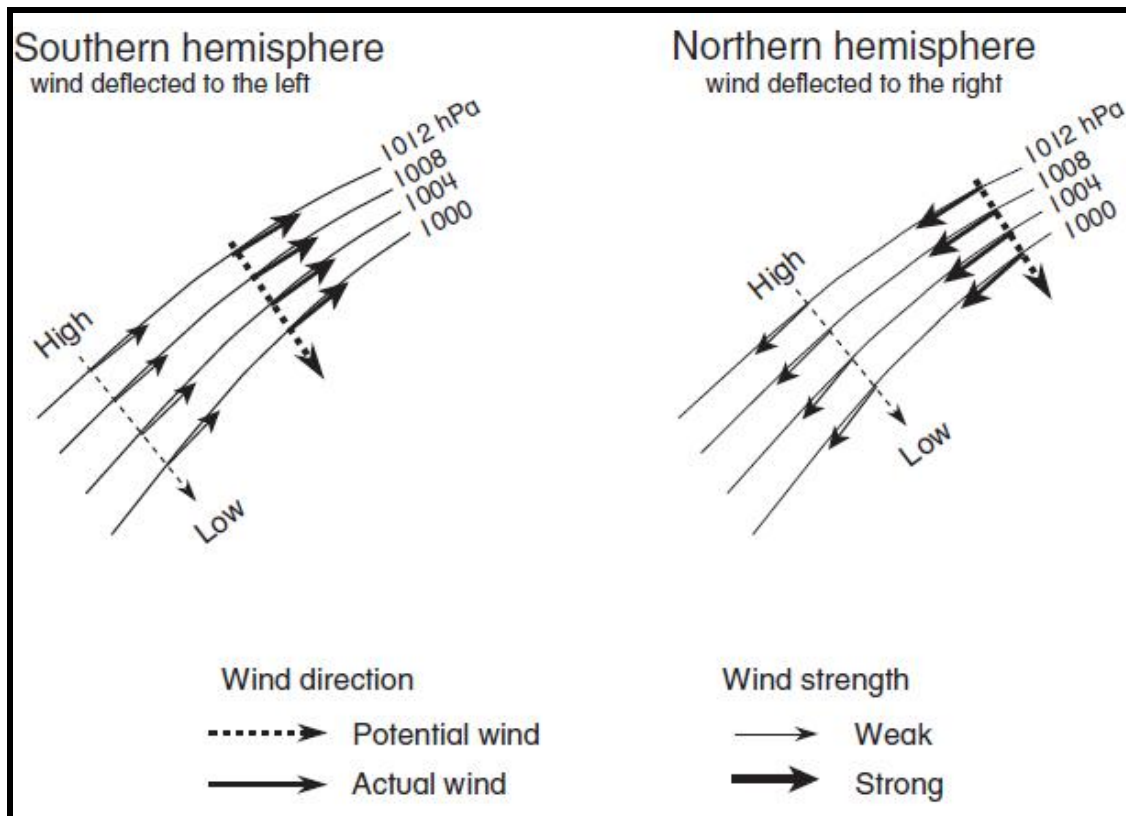 Southern hemisphere
wind deflected to the left
1012 hPa
1008
1004
1000
High
Low
Northern hemisphere
wind deflected to the right
1012 hPa
1008
1004
1000
High
Low
Wind direction
Potential wind
Actual wind
Wind strength
Weak
Strong